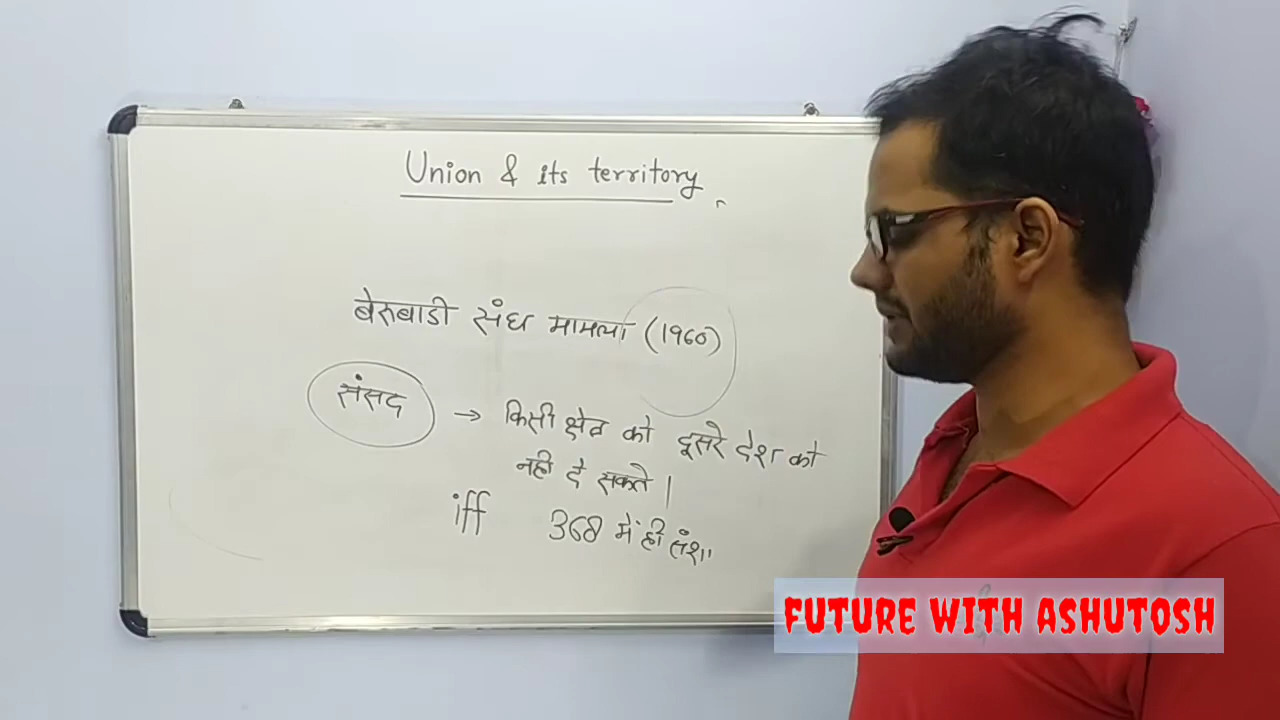 Union & its territory
बेरुबाडी संघ मामला (1960)
संसद → किसी क्षेत्र को दूसरे देश को
नही दे सकते।
iff 368 में ही संशा
FUTURE WITH ASHUTOSH